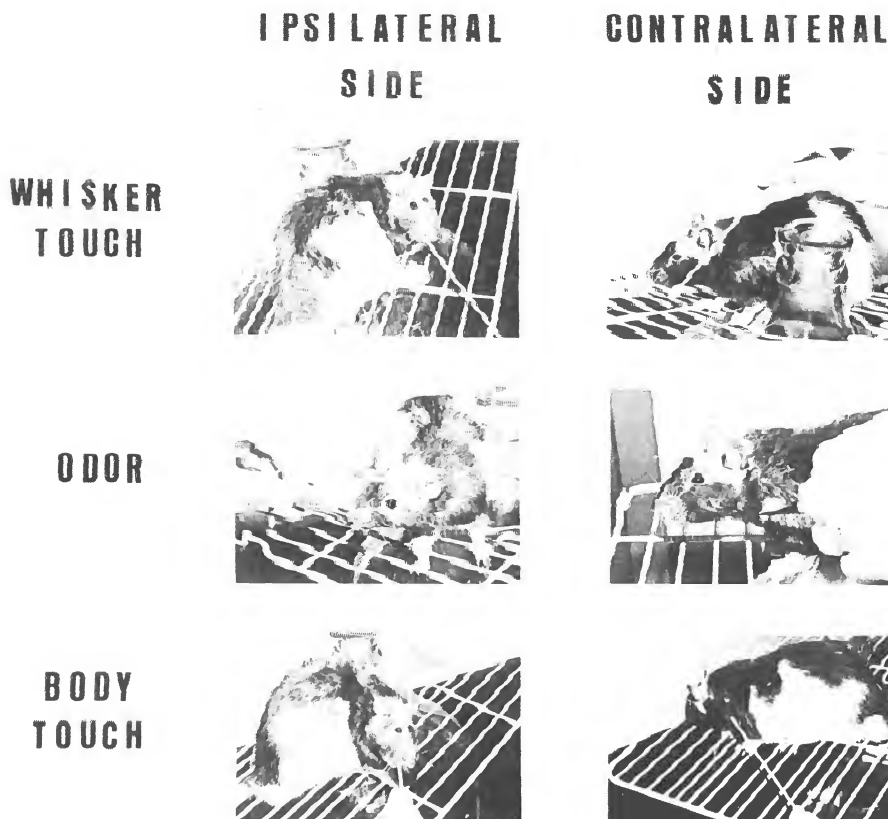 IPSILATERAL
SIDE
CONTRALATERAL
SIDE
WHISKER
TOUCH
ODOR
BODY
TOUCH